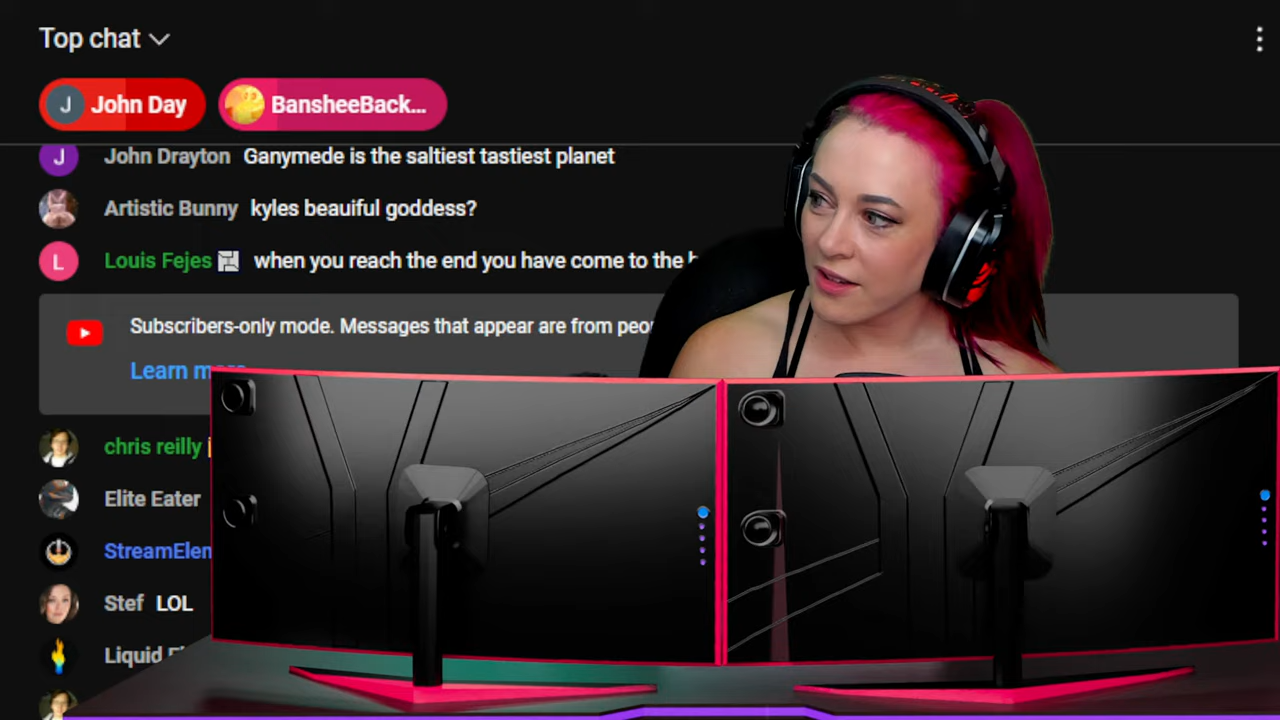 Top chat
J John Day BansheeBack...
J John Drayton Ganymede is the saltiest tastiest planet
Artistic Bunny kyles beauiful goddess?
L Louis Fejes when you reach the end you have come to the
Subscribers-only mode. Messages that appear are from
Learn
chris reilly
Elite Eater
StreamElem
Stef LOL
Liquid